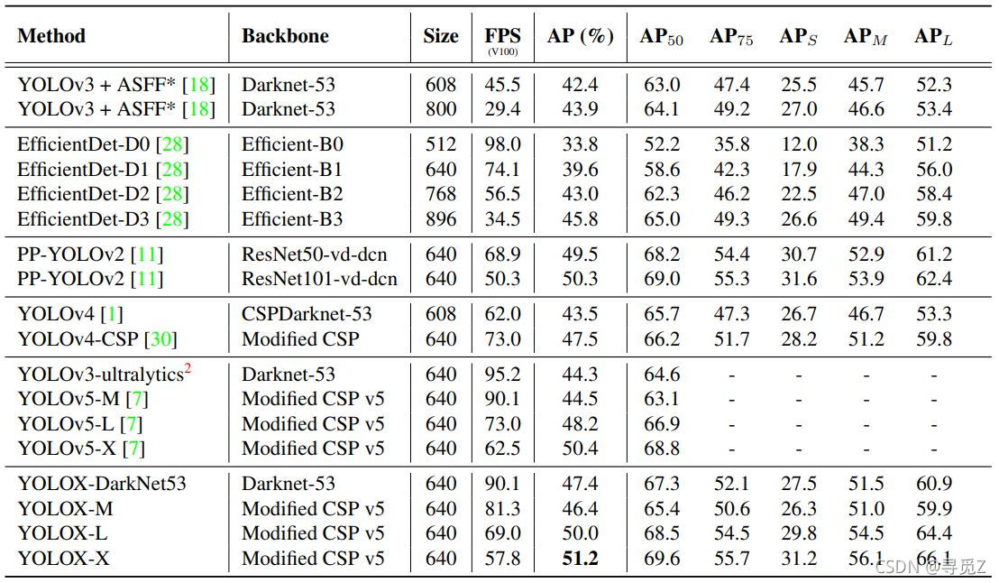 Method Backbone Size FPS AP (%) AP50 AP75 APS APM APL
(V100)
YOLOv3 + ASFF* [18] Darknet-53 608 45.5 42.4 63.0 47.4 25.5 45.7 52.3
YOLOv3 + ASFF* [18] Darknet-53 800 29.4 43.9 64.1 49.2 27.0 46.6 53.4
EfficientDet-D0 [28] Efficient-B0 512 98.0 33.8 52.2 35.8 12.0 38.3 51.2
EfficientDet-D1 [28] Efficient-B1 640 74.1 39.6 58.6 42.3 17.9 44.3 56.0
EfficientDet-D2 [28] Efficient-B2 768 56.5 43.0 62.3 46.2 22.5 47.0 58.4
EfficientDet-D3 [28] Efficient-B3 896 34.5 45.8 65.0 49.3 26.6 49.4 59.8
PP-YOLOv2 [11] ResNet50-vd-dcn 640 68.9 49.5 68.2 54.4 30.7 52.9 61.2
PP-YOLOv2 [11] ResNet101-vd-dcn 640 50.3 50.3 69.0 55.3 31.6 53.9 62.4
YOLOv4 [1] CSPDarknet-53 608 62.0 43.5 65.7 47.3 26.7 46.7 53.3
YOLOv4-CSP [30] Modified CSP 640 73.0 47.5 66.2 51.7 28.2 51.2 59.8
YOLOv3-ultralytics2 Darknet-53 640 95.2 44.3 64.6 - - - -
YOLOv5-M [7] Modified CSP v5 640 90.1 44.5 63.1 - - - -
YOLOv5-L [7] Modified CSP v5 640 73.0 48.2 66.9 - - - -
YOLOv5-X [7] Modified CSP v5 640 62.5 50.4 68.8 - - - -
YOLOX-DarkNet53 Darknet-53 640 90.1 47.4 67.3 52.1 27.5 51.5 60.9
YOLOX-M Modified CSP v5 640 81.3 46.4 65.4 50.6 26.3 51.0 59.9
YOLOX-L Modified CSP v5 640 69.0 50.0 68.5 54.5 29.8 54.5 64.4
YOLOX-X Modified CSP v5 640 57.8 51.2 69.6 55.7 31.2 56.1 66.1
CSDN @寻觅Z